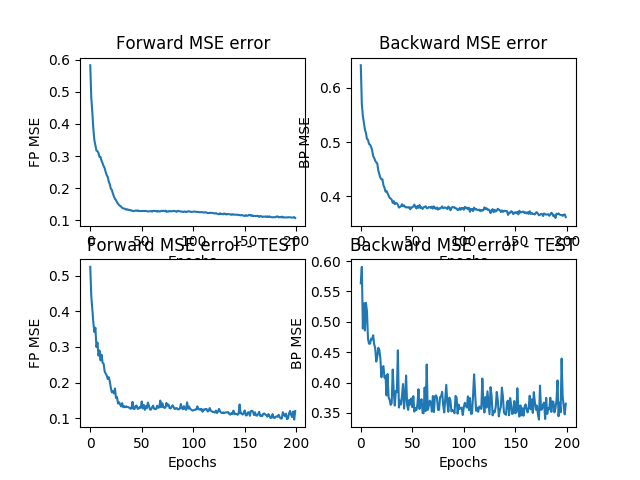 Forward MSE error
Backward MSE error
FP MSE
0.6
0.5
0.4
0.3
0.2
0.1
0 50 100 150 200
Epochs
BP MSE
0.6
0.5
0.4
0 50 100 150 200
Epochs
Forward MSE error - TEST
Backward MSE error - TEST
FP MSE
0.5
0.4
0.3
0.2
0.1
0 50 100 150 200
Epochs
BP MSE
0.60
0.55
0.50
0.45
0.40
0.35
0 50 100 150 200
Epochs